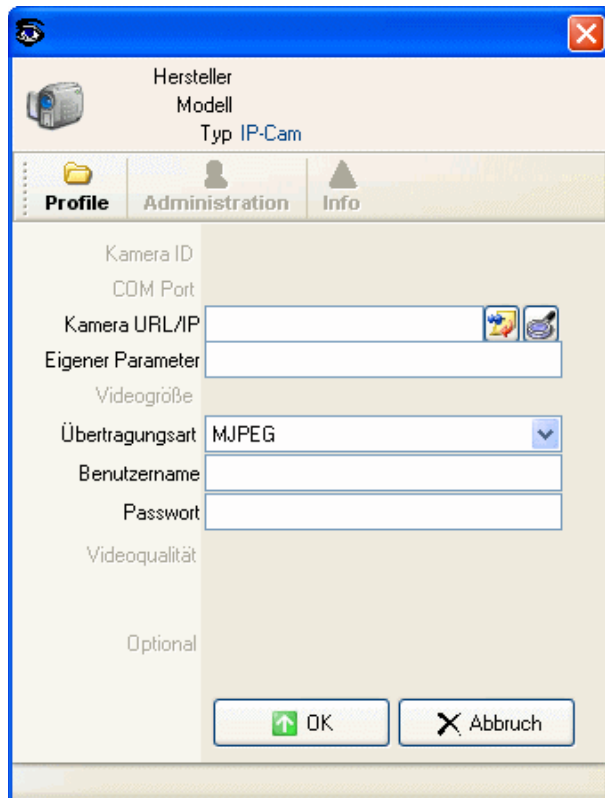 Hersteller
Modell
Typ IP-Cam
Profile Administration Info
Kamera ID
COM Port
Kamera URL/IP
Eigener Parameter
Videogröße
Übertragungsart MJPEG
Benutzername
Passwort
Videoqualität
Optional
OK Abbruch